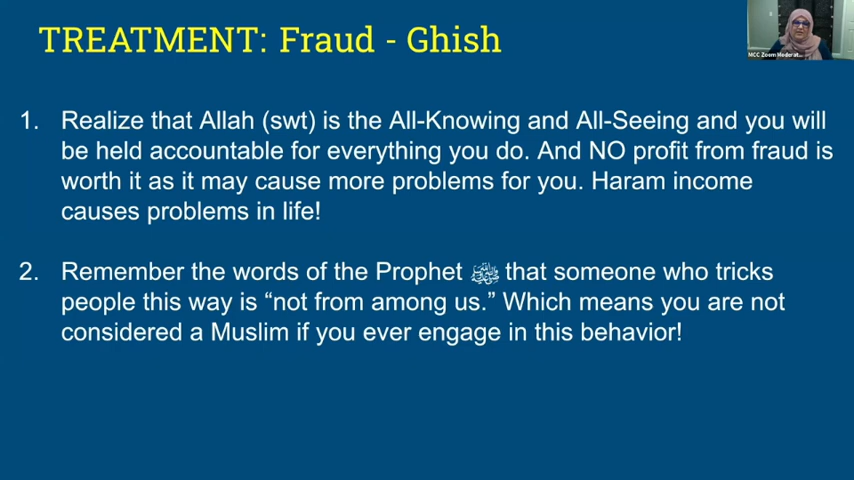 TREATMENT: Fraud - Ghish
MCC Zoom Moderat...
1. Realize that Allah (swt) is the All-Knowing and All-Seeing and you will
be held accountable for everything you do. And NO profit from fraud is
worth it as it may cause more problems for you. Haram income
causes problems in life!
2. Remember the words of the Prophet ﷺ that someone who tricks
people this way is “not from among us.” Which means you are not
considered a Muslim if you ever engage in this behavior!